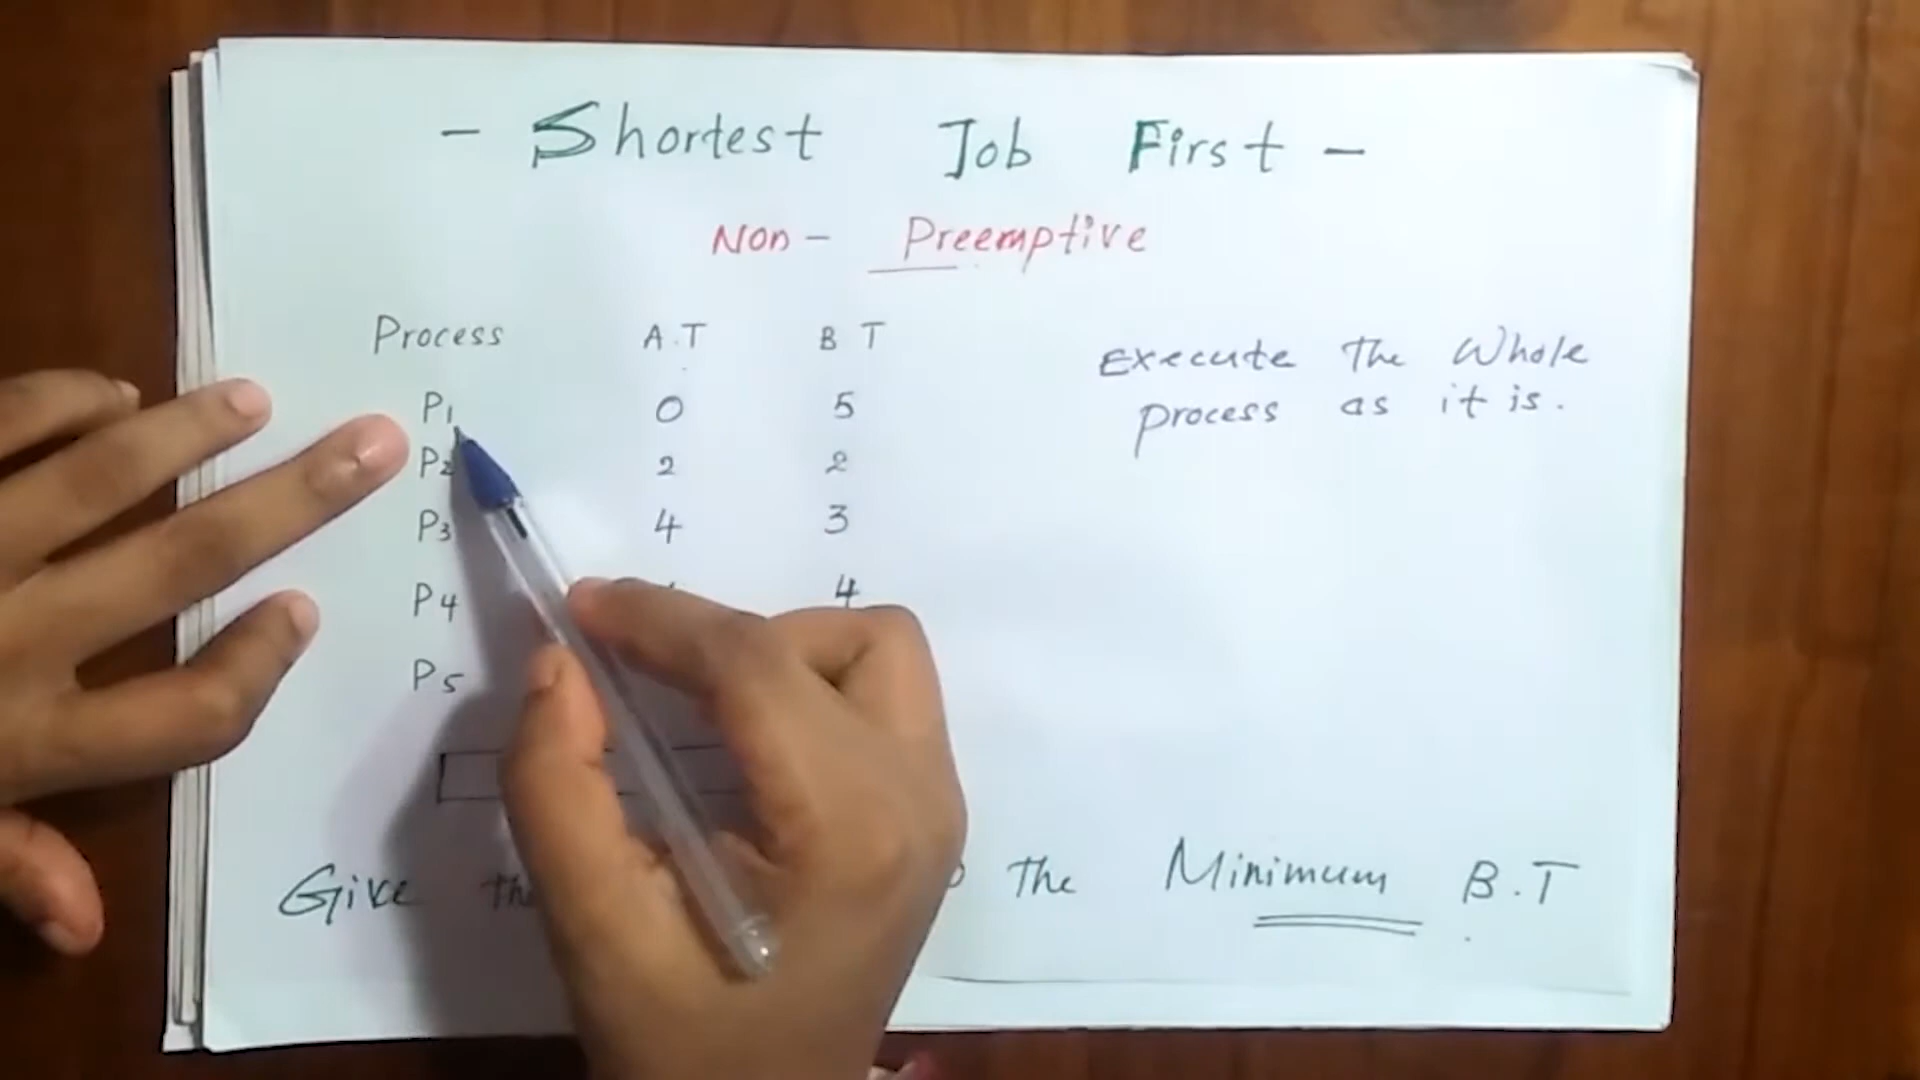 - Shortest Job First -
Non - Preemptive
Process A.T B T
P1 0 5
P2 2 2
P3 4 3
P4 4
P5
Execute The Whole
process as it is.
Give The Minimum B.T